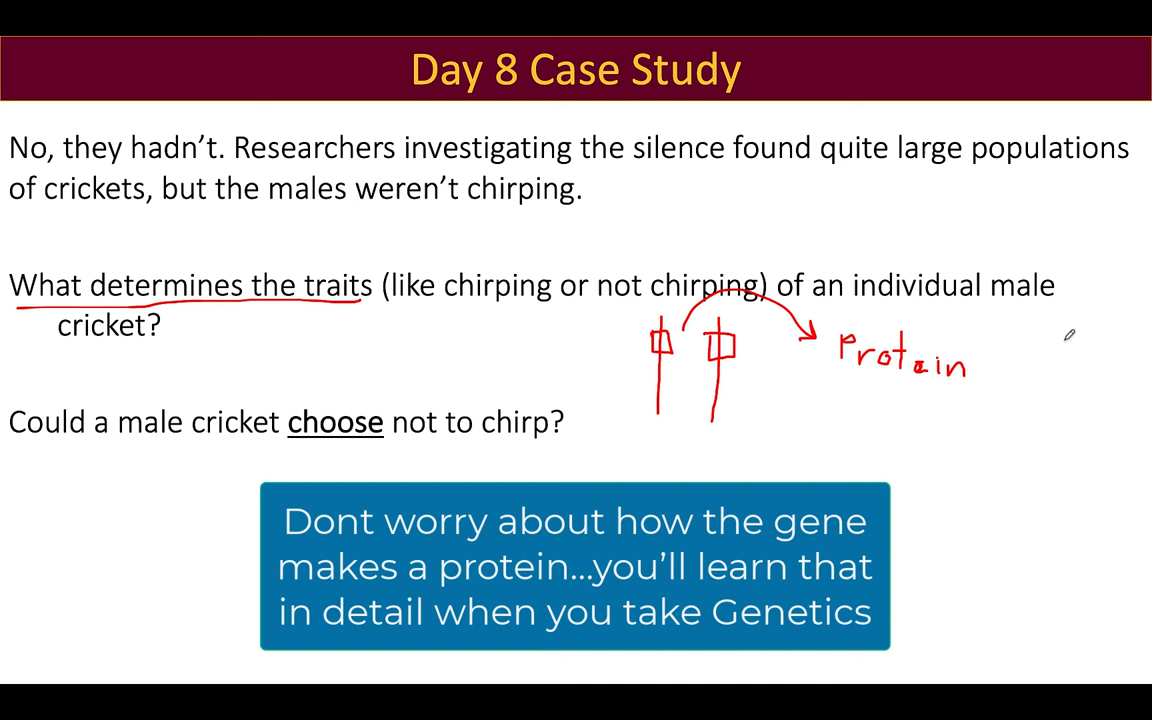 Day 8 Case Study
No, they hadn't. Researchers investigating the silence found quite large populations
of crickets, but the males weren't chirping.
What determines the traits (like chirping or not chirping) of an individual male
cricket?
Protein
Could a male cricket choose not to chirp?
Dont worry about how the gene
makes a protein...you'll learn that
in detail when you take Genetics